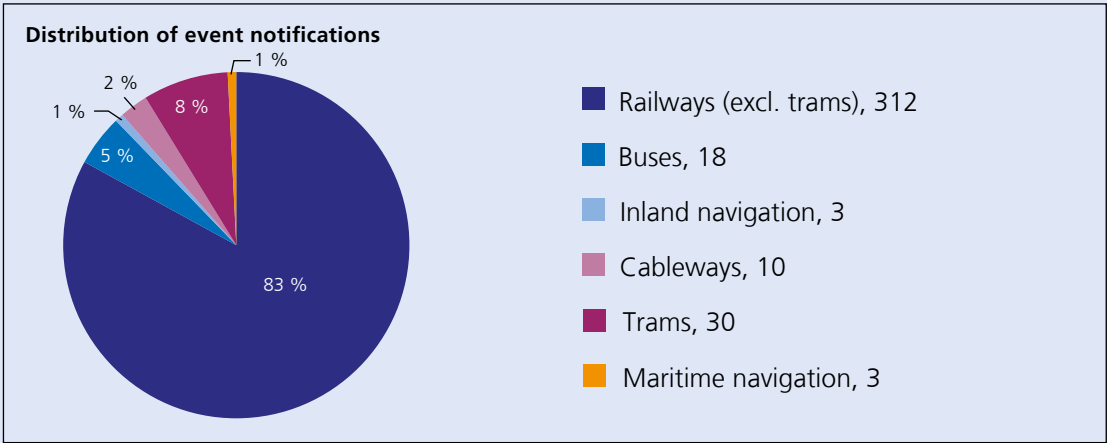 Distribution of event notifications
1 %
2 %
8 %
1 %
5 %
83 %
Railways (excl. trams), 312
Buses, 18
Inland navigation, 3
Cableways, 10
Trams, 30
Maritime navigation, 3